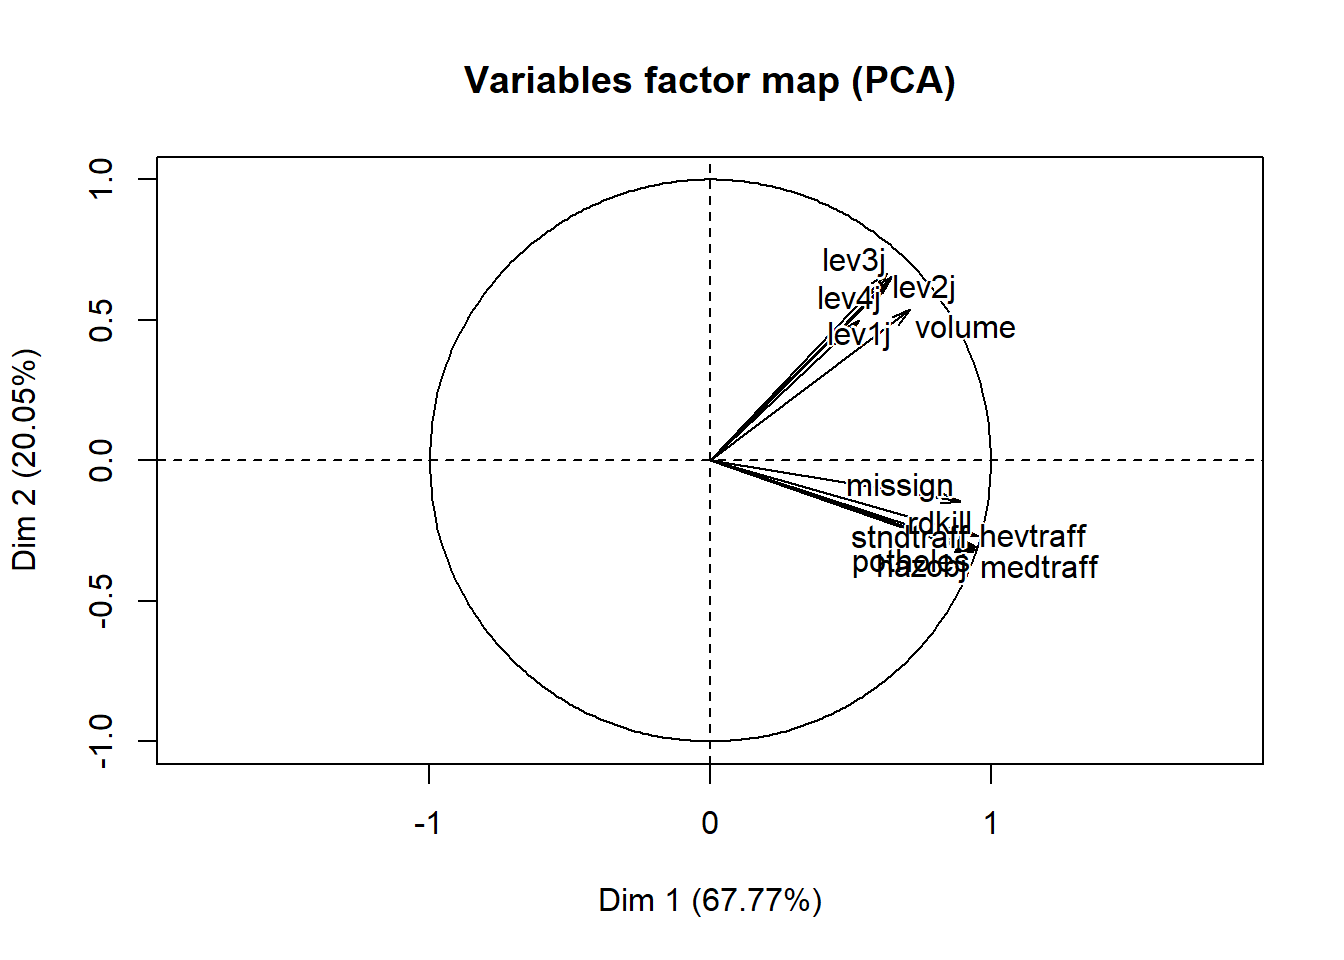 Variables factor map (PCA)
Dim 2 (20.05%)
1.0
0.5
0.0
-0.5
-1.0
lev3j
lev2j
lev4j
volume
lev1j
missign
rdkill
stndtraff
hevtraff
potholes
hazobj
medtraff
-1
0
1
Dim 1 (67.77%)